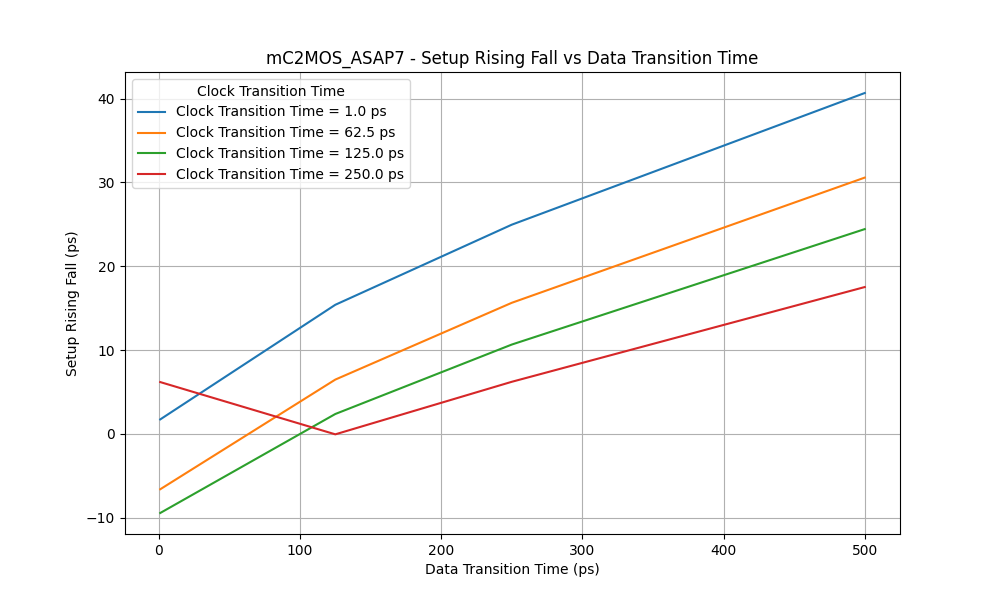 mC2MOS_ASAP7 - Setup Rising Fall vs Data Transition Time
Clock Transition Time
Clock Transition Time = 1.0 ps
Clock Transition Time = 62.5 ps
Clock Transition Time = 125.0 ps
Clock Transition Time = 250.0 ps
Setup Rising Fall (ps)
40
30
20
10
0
−10
0
100
200
300
400
500
Data Transition Time (ps)